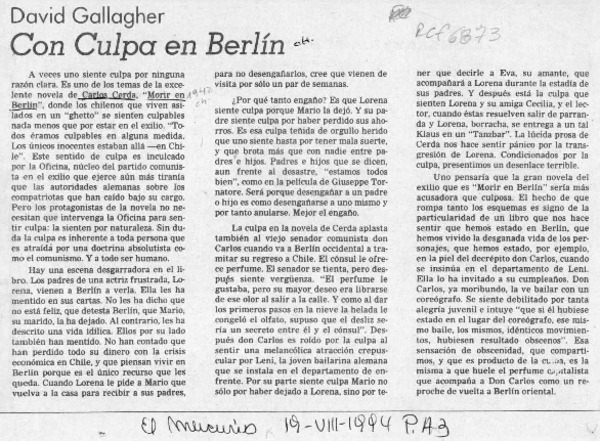 David Gallagher
Con Culpa en Berlín
RCF6873
A veces uno siente culpa por ninguna
razón clara. Es uno de los temas de la exce-
lente novela de Carlos Cerda, "Morir en
Berlín", donde los chilenos que viven asi-
lados en un "ghetto" se sienten culpables
nada menos que por estar en el exilio. "To-
dos éramos culpables en alguna medida.
Los únicos inocentes estaban allá —en Chi-
le". Este sentido de culpa es inculcado
por la Oficina, núcleo del partido comunis-
ta en el exilio que ejerce aún más tiranía
que las autoridades alemanas sobre los
compatriotas que han caído bajo su cargo.
Pero los protagonistas de la novela no ne-
cesitan que intervenga la Oficina para sen-
tir culpa: la sienten por naturaleza. Sin du-
da la culpa es inherente a toda persona que
es atraída por una doctrina absolutista co-
mo el comunismo. Y a todo ser humano.
Hay una escena desgarradora en el li-
bro. Los padres de una actriz frustrada, Lo-
rena, vienen a Berlín a verla. Ella les ha
mentido en sus cartas. No les ha dicho que
no está feliz, que detesta Berlín, que Mario,
su marido, la ha dejado. Al contrario, les ha
descrito una vida idílica. Ellos por su lado
también han mentido. No han contado que
han perdido todo su dinero con la crisis
económica en Chile, y que piensan vivir en
Berlín porque es el único recurso que les
queda. Cuando Lorena le pide a Mario que
vuelva a la casa para recibir a sus padres,
para no desengañarlos, cree que vienen de
visita por sólo un par de semanas.
¿Por qué tanto engaño? Es que Lorena
siente culpa porque Mario la dejó. Y su pa-
dre siente culpa por haber perdido sus aho-
rros. Es esa culpa teñida de orgullo herido
que uno siente hasta por tener mala suerte,
y que brota más que con nadie entre pa-
dres e hijos. Padres e hijos que se dicen,
aun frente al desastre, "estamos todos
bien", como en la película de Giuseppe Tor-
natore. Será porque desengañar a un padre
o hijo es como desengañarse a uno mismo
y por tanto anularse. Mejor el engaño.
La culpa en la novela de Cerda aplasta
también al viejo senador comunista don
Carlos cuando va a Berlín occidental a tra-
mitar su regreso a Chile. El cónsul le ofre-
ce perfume. El senador se tienta, pero des-
pués siente vergüenza. "El perfume le
gustaba, pero su mayor deseo era librarse
de ese olor al salir a la calle. Y como al dar
los primeros pasos en la nieve la helada le
congeló el olfato, supuso que el desliz se-
ría un secreto entre él y el cónsul". Des-
pués don Carlos es roído por la culpa al
sentir una melancólica atracción crepus-
cular por Leni, la joven bailarina alemana
que se instala en el departamento de en-
frente. Por su parte siente culpa Mario no
sólo por haber dejado a Lorena, sino por te-
ner que decirle a Eva, su amante, que
acompañará a Lorena durante la estadía de
sus padres. Y después está la culpa que
sienten Lorena y su amiga Cecilia, y el lec-
tor, cuando éstas resuelven salir de parran-
da y Lorena, borracha, se entrega a un tal
Klaus en un "Tanzbar". La lúcida prosa de
Cerda nos hace sentir pánico por la trans-
gresión de Lorena. Condicionados por la
culpa, presentimos un desenlace terrible.
Uno pensaría que la gran novela del
exilio que es "Morir en Berlín" sería más
acusadora que culposa. El hecho de que
rompa tanto los esquemas es signo de la
particularidad de un libro que nos hace
sentir que hemos estado en Berlín, que
hemos vivido la desganada vida de los per-
sonajes, que hemos estado, por ejemplo,
en la piel del decrépito don Carlos, cuando
se insinúa en el departamento de Leni.
Ella lo ha invitado a su cumpleaños. Don
Carlos, ya moribundo, la ve bailar con un
coreógrafo. Se siente debilitado por tanta
alegría juvenil e intuye "que si él hubiese
estado en el lugar del coreógrafo, ese mis-
mo baile, los mismos, idénticos movimien-
tos, hubiesen resultado obscenos". Esa
sensación de obscenidad, que comparti-
mos, y que es producto de la culpa, es la
misma a que huele el perfume capitalista
que acompaña a Don Carlos como un re-
proche de vuelta a Berlín oriental.
El Mercurio 19-VIII-1994 P.A3